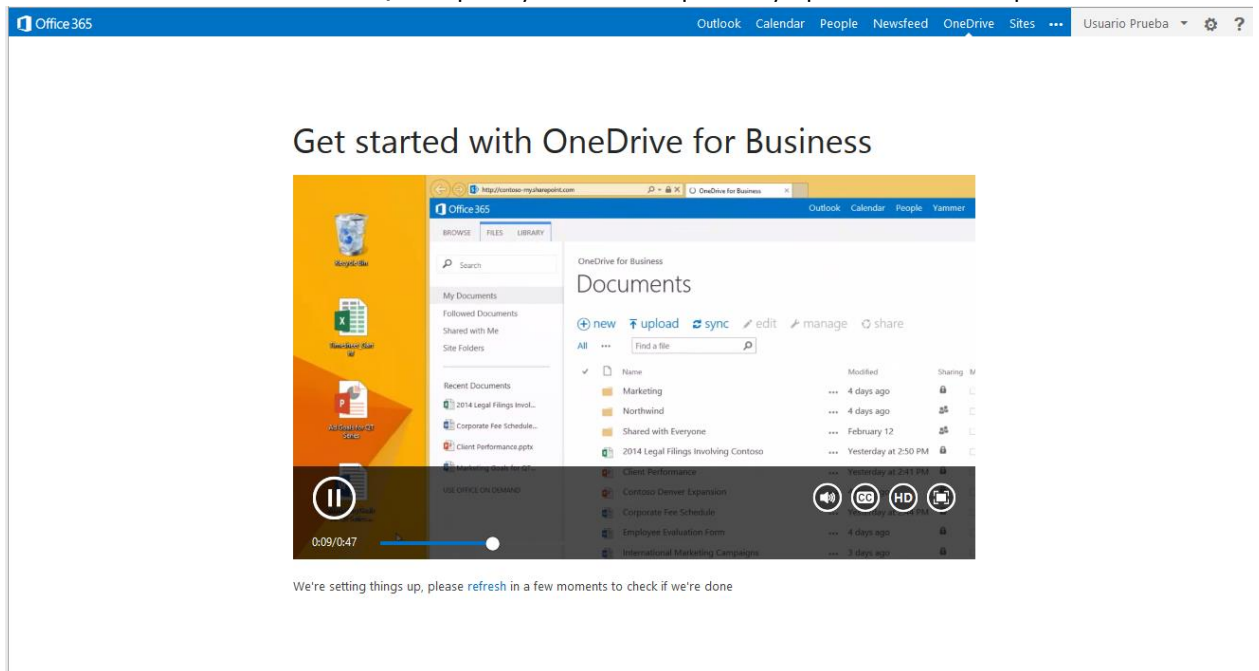 Office 365
Outlook Calendar People Newsfeed OneDrive Sites ••• Usuario Prueba ?
Get started with OneDrive for Business
http://contoso-my.sharepoint.com
OneDrive for Business
Office 365
Outlook Calendar People Yammer
BROWSE FILES LIBRARY
Recycle Bin
Search
My Documents
Followed Documents
Shared with Me
Site Folders
Recent Documents
2014 Legal Filings Invol...
Corporate Fee Schedule...
Client Performance.pptx
Marketing Goals for QT...
USE OFFICE ON DEMAND
OneDrive for Business
Documents
new upload sync edit manage share
All ••• Find a file
Name Modified Sharing
Marketing ••• 4 days ago
Northwind ••• 4 days ago
Shared with Everyone ••• February 12
2014 Legal Filings Involving Contoso ••• Yesterday at 2:50 PM
Client Performance ••• Yesterday at 2:41 PM
Contoso Denver Expansion
Corporate Fee Schedule
Employee Evaluation Form ••• 4 days ago
International Marketing Campaigns ••• 3 days ago
CC HD
0:09/0:47
We're setting things up, please refresh in a few moments to check if we're done